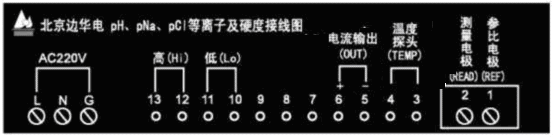 北京边华电 pH、pNa、pCl等离子及硬度接线图
AC220V
L N G
高(Hi) 低(Lo)
电流输出
(OUT)
+ −
温度
探头
(TEMP)
测量电极
(READ)
参比电极
(REF)
13 12 11 10 9 8 7 6 5 4 3
2 1